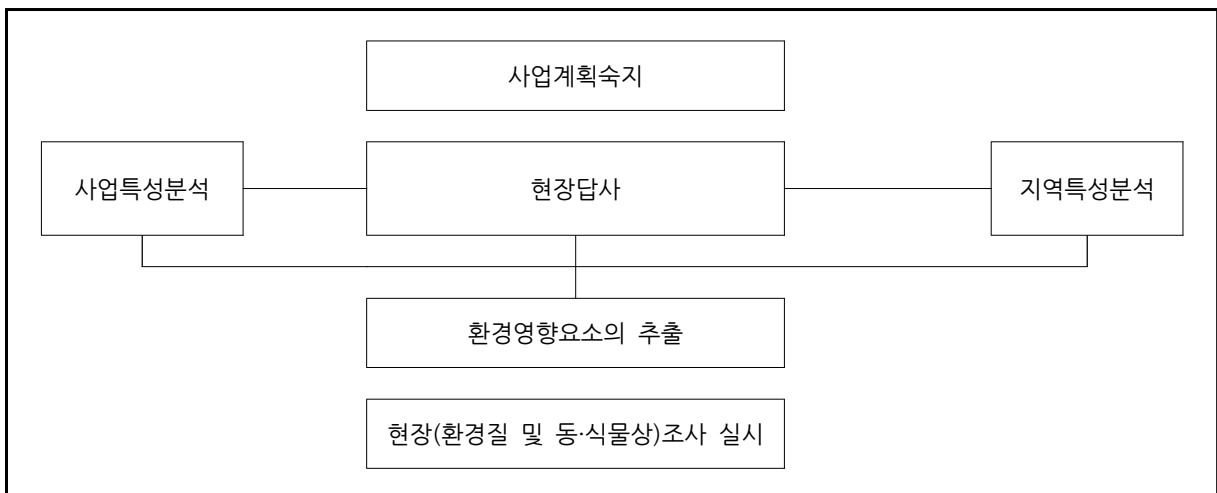 사업계획숙지
사업특성분석
현장답사
지역특성분석
환경영향요소의 추출
현장(환경질 및 동·식물상)조사 실시